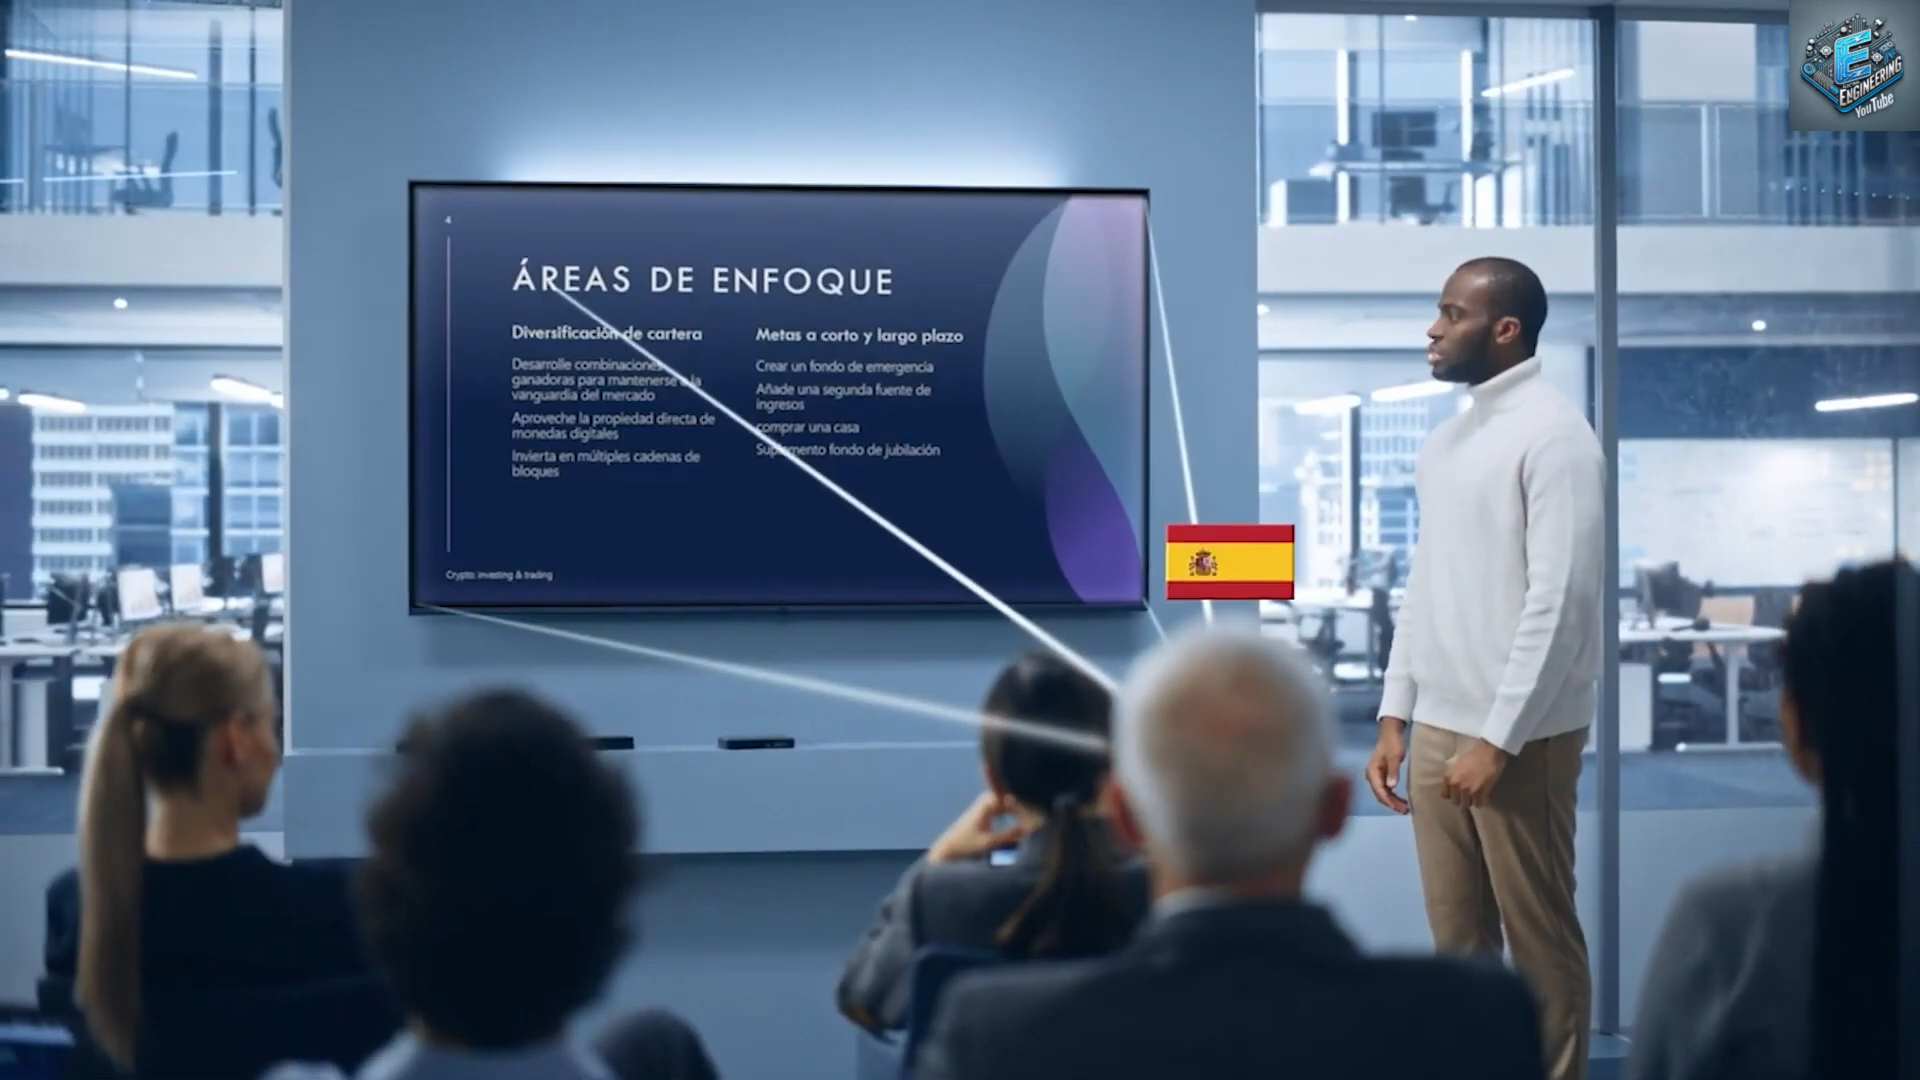 4
ÁREAS DE ENFOQUE
Diversificación de cartera
Desarrolle combinaciones
ganadoras para mantenerse a la
vanguardia del mercado
Aproveche la propiedad directa de
monedas digitales
Invierta en múltiples cadenas de
bloques
Metas a corto y largo plazo
Crear un fondo de emergencia
Añade una segunda fuente de
ingresos
comprar una casa
Suplemento fondo de jubilación
Crypto: investing & trading
E
ENGINEERING
YouTube